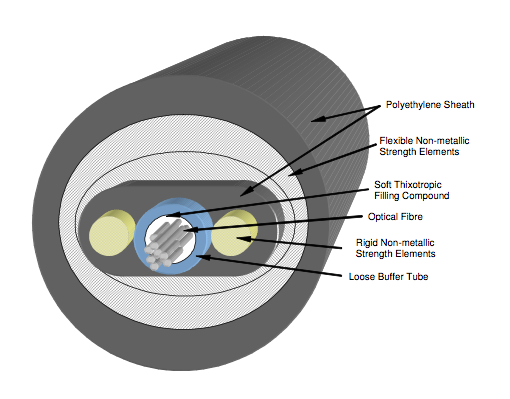 Polyethylene Sheath
Flexible Non-metallic
Strength Elements
Soft Thixotropic
Filling Compound
Optical Fibre
Rigid Non-metallic
Strength Elements
Loose Buffer Tube